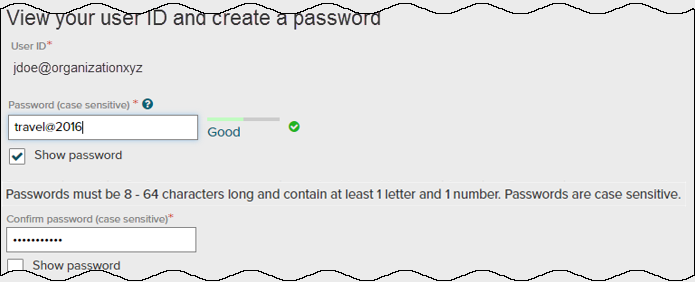 View your user ID and create a password
User ID*
jdoe@organizationxyz
Password (case sensitive) * ?
travel@2016
Good
Show password
Passwords must be 8 - 64 characters long and contain at least 1 letter and 1 number. Passwords are case sensitive.
Confirm password (case sensitive)*
•••••••••••
Show password